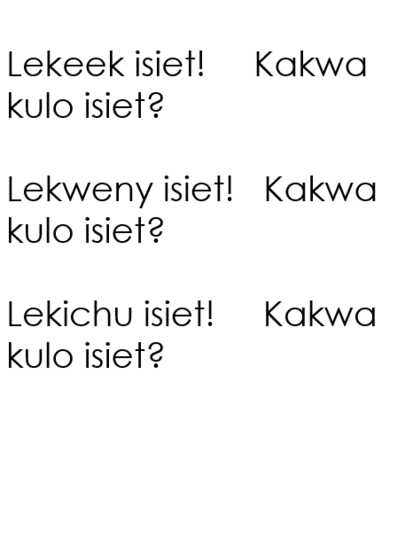 Lekeek isiet! Kakwa
kulo isiet?
Lekweny isiet! Kakwa
kulo isiet?
Lekichu isiet! Kakwa
kulo isiet?